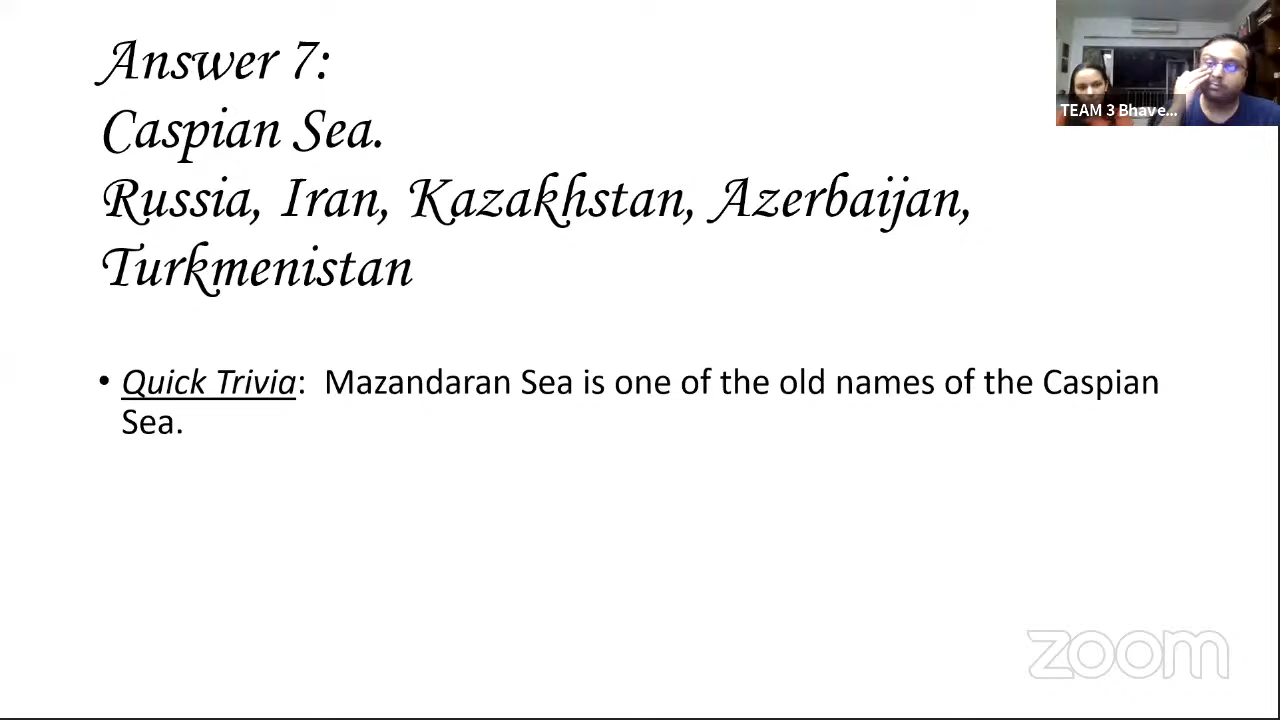 Answer 7:
Caspian Sea.
Russia, Iran, Kazakhstan, Azerbaijan,
Turkmenistan
• Quick Trivia:  Mazandaran Sea is one of the old names of the Caspian
Sea.
TEAM 3 Bhave...
zoom